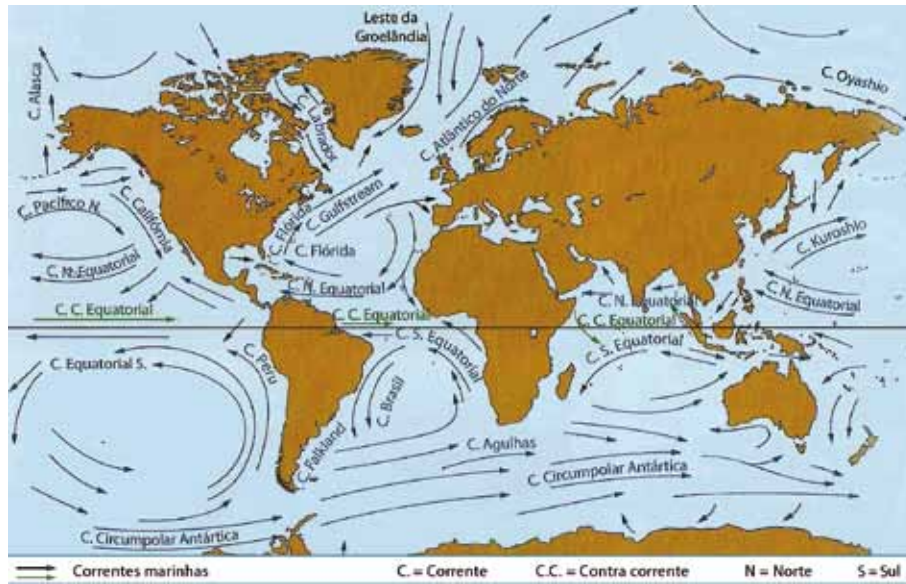 Leste da
Groelândia
C. Oyashio
C. Alasca
C. Labrador
C. Atlântico do Norte
C. Pacífico N.
C. Califórnia
C. Flórida
C. Gulfstream
C. Flórida
C. Kuroshio
C. N. Equatorial
C. N. Equatorial
C. N. Equatorial
C. N. Equatorial
C. C. Equatorial
C. C. Equatorial
C. C. Equatorial
C. S. Equatorial
C. S. Equatorial
C. Equatorial S.
C. Peru
C. Brasil
C. Falkland
C. Agulhas
C. Circumpolar Antártica
C. Circumpolar Antártica
Correntes marinhas
C. = Corrente
C.C. = Contra corrente
N = Norte
S = Sul